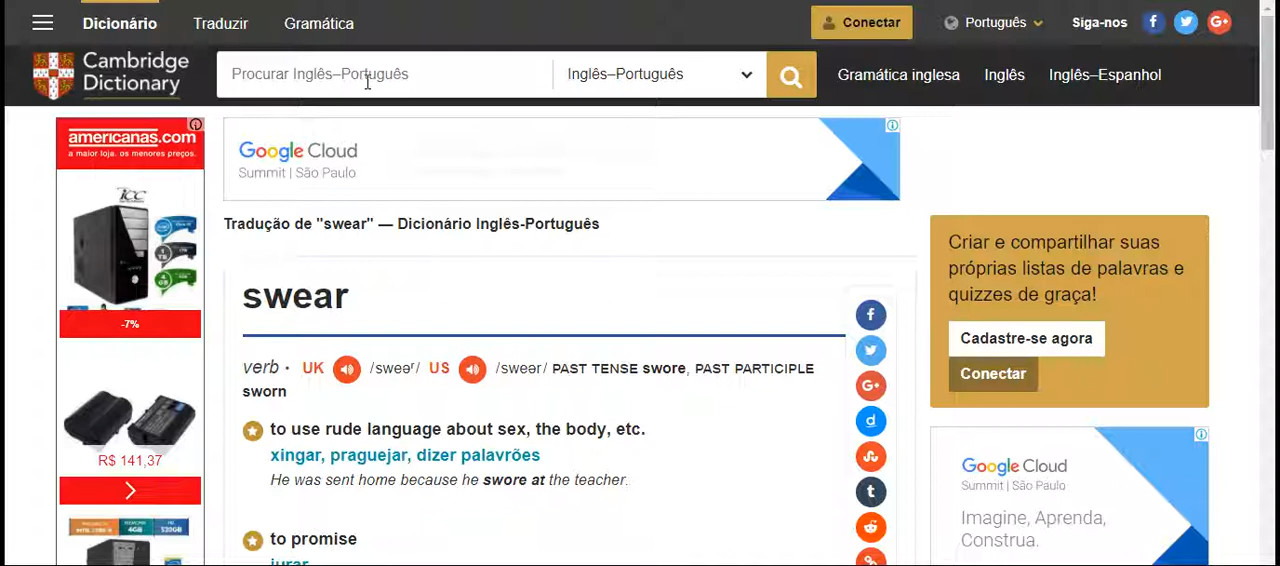 Dicionário Traduzir Gramática Conectar Português Siga-nos
Cambridge
Dictionary
Procurar Inglês–Português Inglês–Português Gramática inglesa Inglês Inglês–Espanhol
americanas.com
a maior loja. os menores preços.
-7%
R$ 141,37
Google Cloud
Summit | São Paulo
Tradução de "swear" — Dicionário Inglês-Português
swear
verb · UK /sweəʳ/ US /sweər/ PAST TENSE swore, PAST PARTICIPLE
sworn
to use rude language about sex, the body, etc.
xingar, praguejar, dizer palavrões
He was sent home because he swore at the teacher.
to promise
jurar
Criar e compartilhar suas
próprias listas de palavras e
quizzes de graça!
Cadastre-se agora
Conectar
Google Cloud
Summit | São Paulo
Imagine, Aprenda,
Construa.